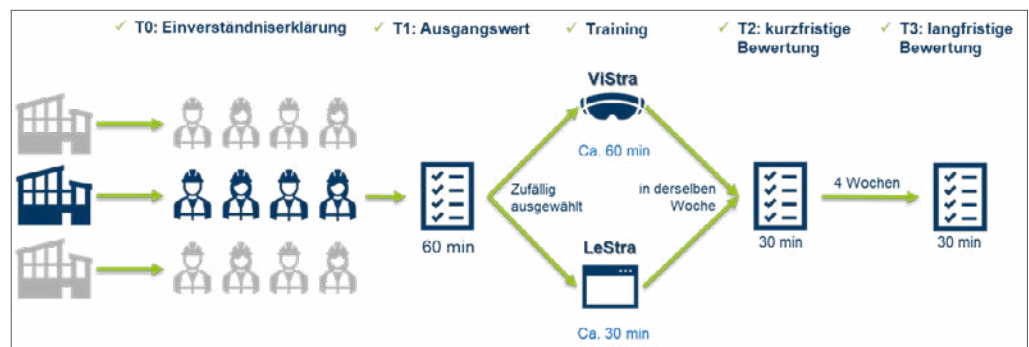 ✓ T0: Einverständniserklärung
✓ T1: Ausgangswert
✓ Training
✓ T2: kurzfristige
Bewertung
✓ T3: langfristige
Bewertung
ViStra
Ca. 60 min
Zufällig
ausgewählt
in derselben
Woche
4 Wochen
60 min
30 min
30 min
LeStra
Ca. 30 min